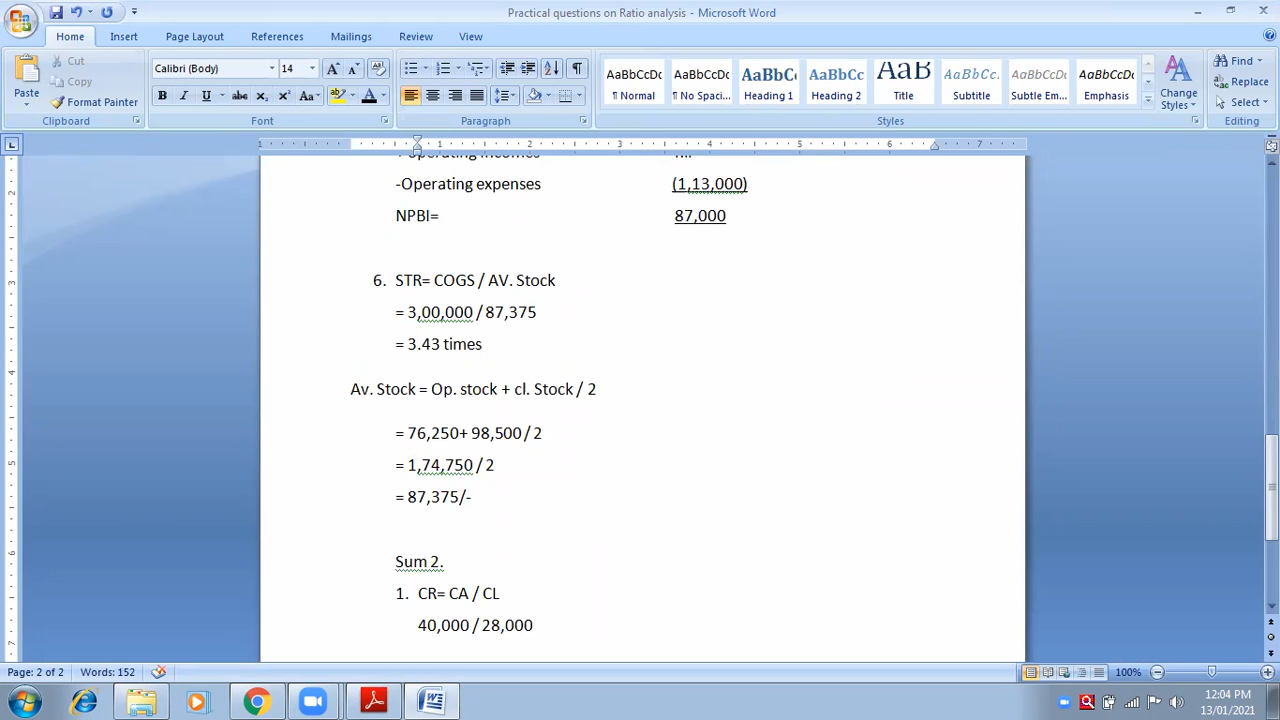 Practical questions on Ratio analysis - Microsoft Word
Home Insert Page Layout References Mailings Review View
Paste
Cut
Copy
Format Painter
Clipboard
Calibri (Body) 14
Font
Paragraph
AaBbCcDc AaBbCcDc AaBbCc AaBbCc AaB AaBbCcL AaBbCcDc AaBbCcDc
¶ Normal ¶ No Spaci... Heading 1 Heading 2 Title Subtitle Subtle Em... Emphasis
Styles
Change Styles
Find
Replace
Select
Editing
-Operating expenses (1,13,000)
NPBI= 87,000
6. STR= COGS / AV. Stock
= 3,00,000 / 87,375
= 3.43 times
Av. Stock = Op. stock + cl. Stock / 2
= 76,250+ 98,500 / 2
= 1,74,750 / 2
= 87,375/-
Sum 2.
1. CR= CA / CL
40,000 / 28,000
Page: 2 of 2 Words: 152 100%
12:04 PM
13/01/2021